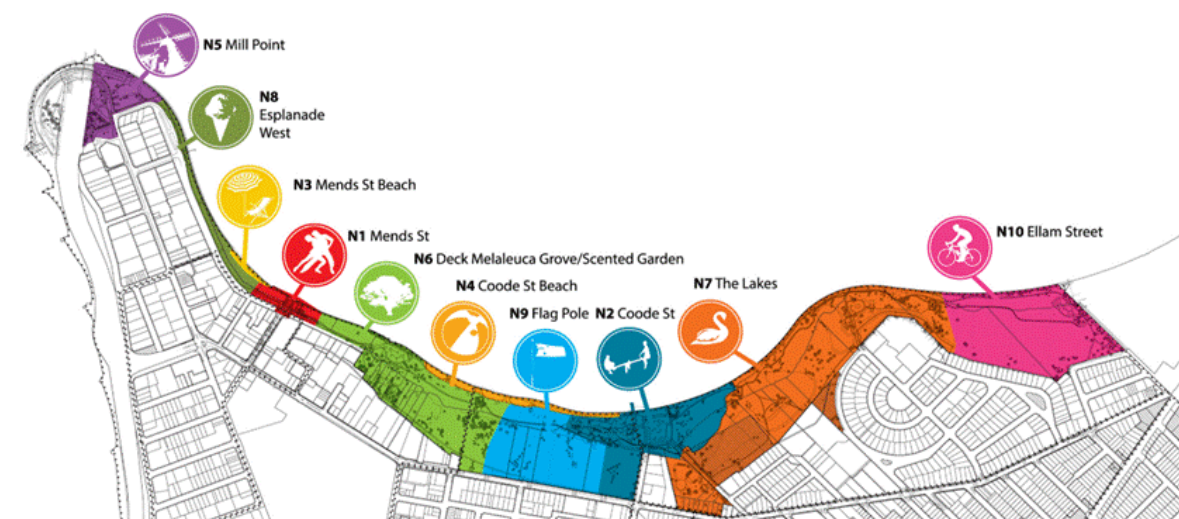 N5 Mill Point
N8
Esplanade
West
N3 Mends St Beach
N1 Mends St
N6 Deck Melaleuca Grove/Scented Garden
N4 Coode St Beach
N9 Flag Pole
N2 Coode St
N7 The Lakes
N10 Ellam Street